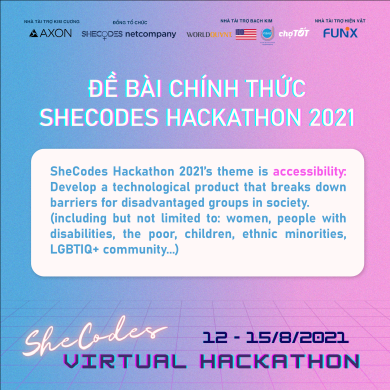 NHÀ TÀI TRỢ KIM CƯƠNG
ĐỒNG TỔ CHỨC
NHÀ TÀI TRỢ BẠCH KIM
NHÀ TÀI TRỢ HIỆN VẬT
AXON
SHECODES
netcompany
chợTỐT
FUNiX
ĐỀ BÀI CHÍNH THỨC
SHECODES HACKATHON 2021
SheCodes Hackathon 2021's theme is accessibility:
Develop a technological product that breaks down
barriers for disadvantaged groups in society.
(including but not limited to: women, people with
disabilities, the poor, children, ethnic minorities,
LGBTIQ+ community...)
SheCodes
12 - 15/8/2021
VIRTUAL HACKATHON